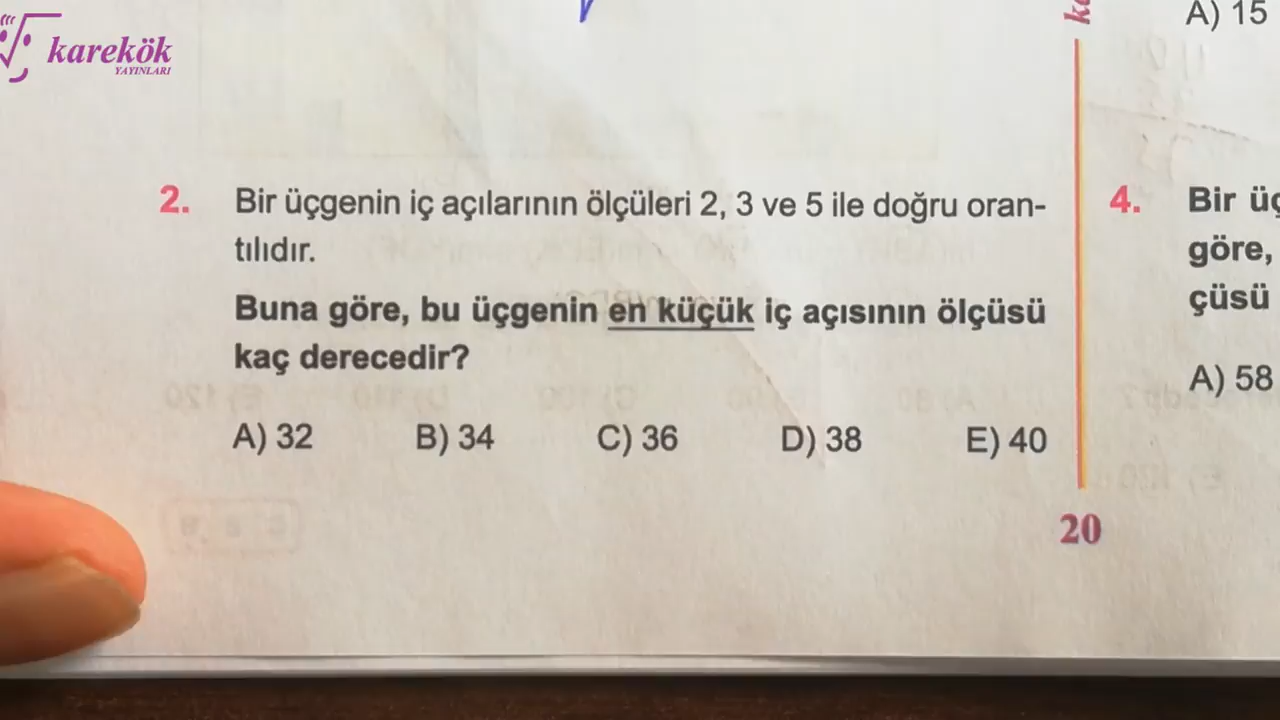 karekök
YAYINLARI
A) 15
2. Bir üçgenin iç açılarının ölçüleri 2, 3 ve 5 ile doğru oran-
tılıdır.
Buna göre, bu üçgenin en küçük iç açısının ölçüsü
kaç derecedir?
A) 32 B) 34 C) 36 D) 38 E) 40
20
4. Bir üç
göre,
çüsü
A) 58